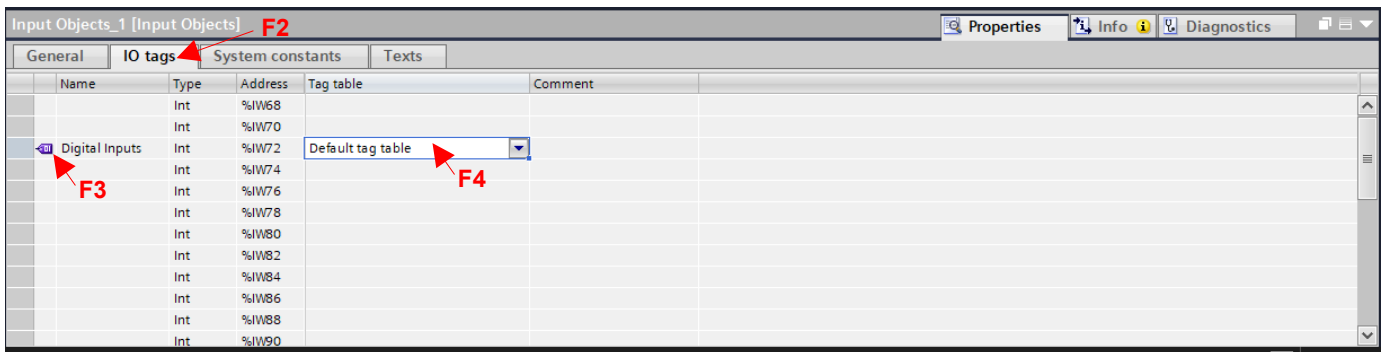 Input Objects_1 [Input Objects] F2 Properties Info Diagnostics
General IO tags System constants Texts
Name Type Address Tag table Comment
Int %IW68
Int %IW70
Digital Inputs Int %IW72 Default tag table
Int %IW74
F4
F3 Int %IW76
Int %IW78
Int %IW80
Int %IW82
Int %IW84
Int %IW86
Int %IW88
Int %IW90